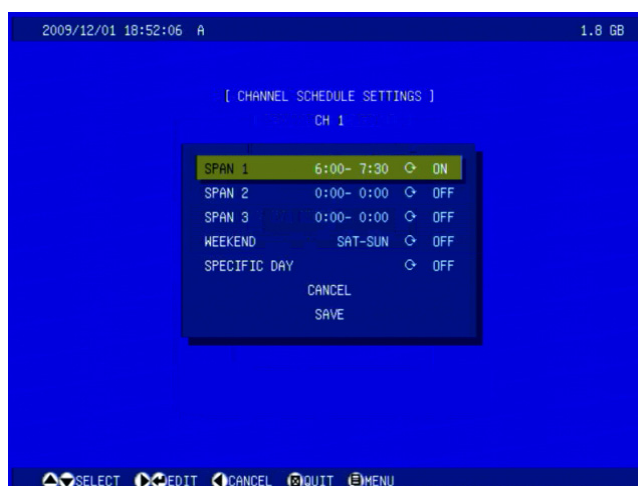 2009/12/01 18:52:06 A 1.8 GB
[ CHANNEL SCHEDULE SETTINGS ]
CH 1
SPAN 1 6:00- 7:30 ON
SPAN 2 0:00- 0:00 OFF
SPAN 3 0:00- 0:00 OFF
WEEKEND SAT-SUN OFF
SPECIFIC DAY OFF
CANCEL
SAVE
SELECT EDIT CANCEL QUIT MENU